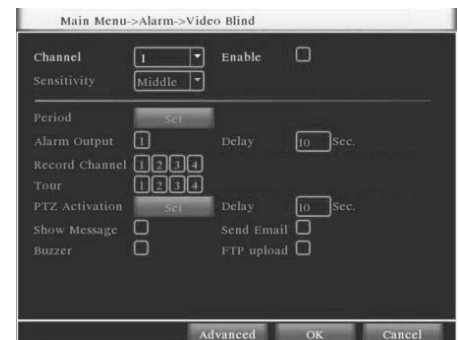 Main Menu->Alarm->Video Blind
Channel 1 Enable
Sensitivity Middle
Period Set
Alarm Output 1 Delay 10 Sec.
Record Channel 1 2 3 4
Tour 1 2 3 4
PTZ Activation Set Delay 10 Sec.
Show Message Send Email
Buzzer FTP upload
Advanced OK Cancel